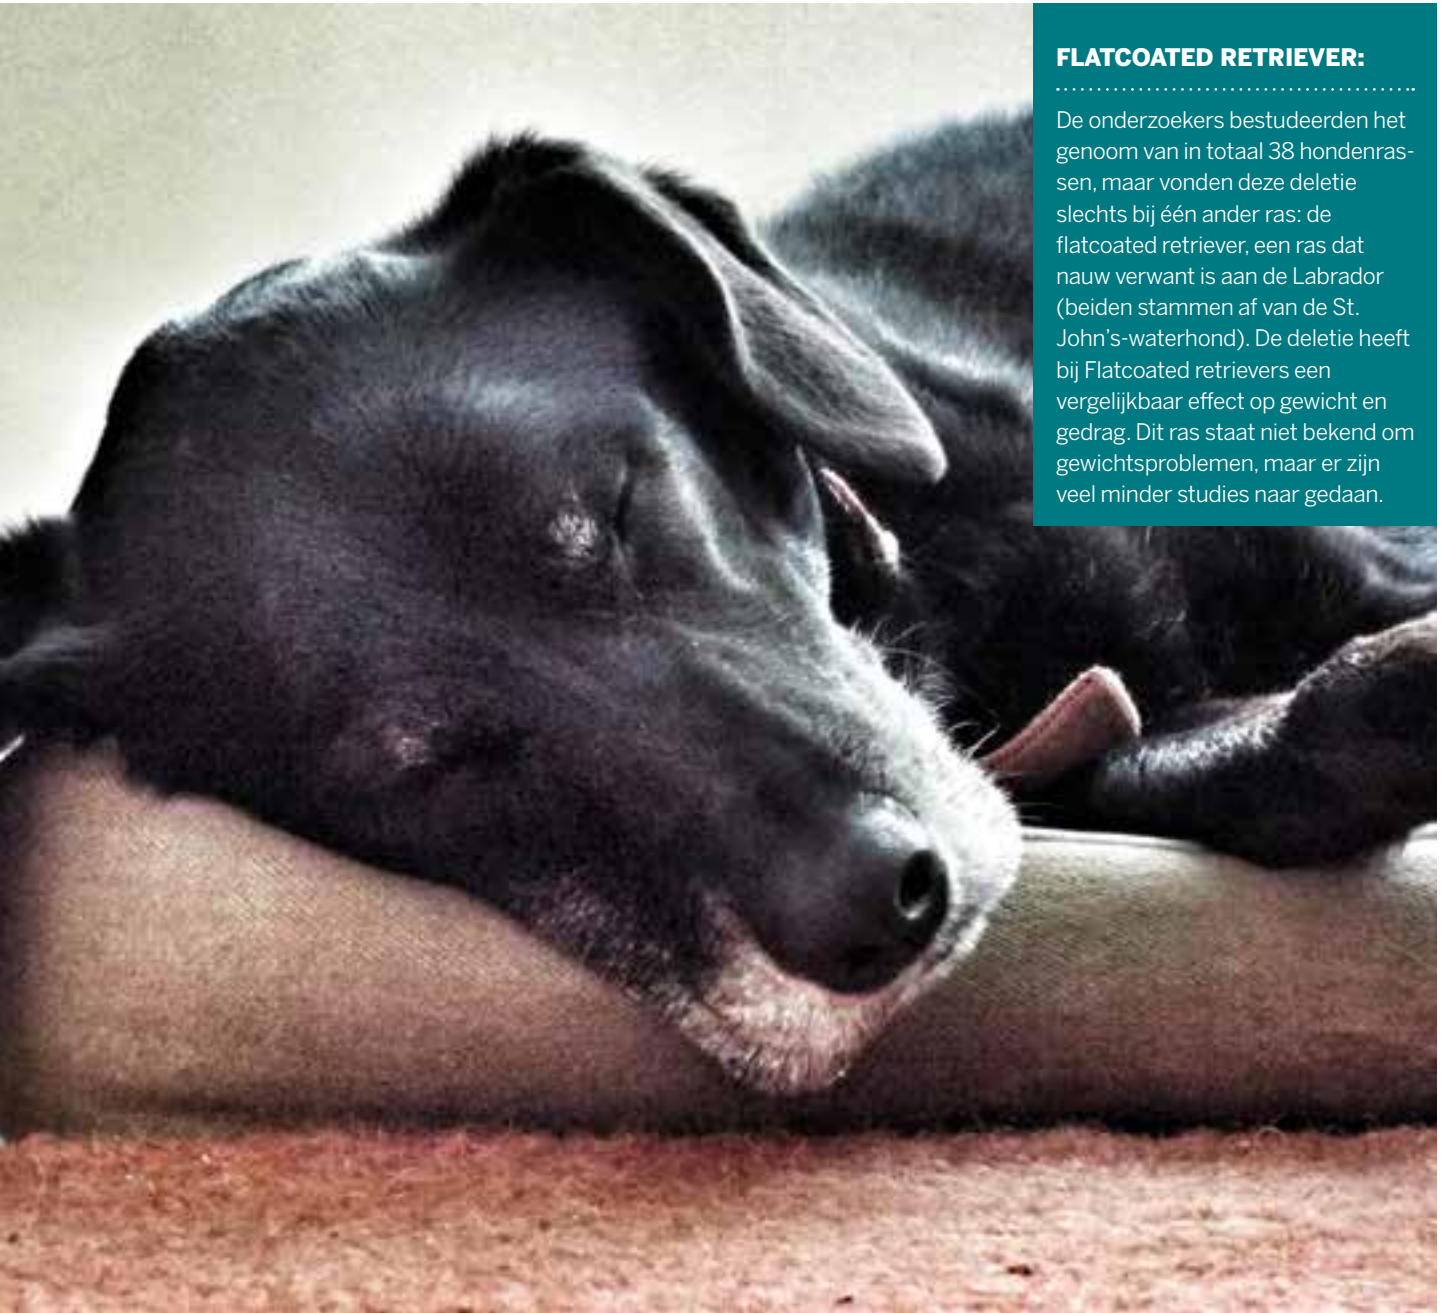 FLATCOATED RETRIEVER:
De onderzoekers bestudeerden het
genoom van in totaal 38 hondenras-
sen, maar vonden deze deletie
slechts bij één ander ras: de
flatcoated retriever, een ras dat
nauw verwant is aan de Labrador
(beiden stammen af van de St.
John's-waterhond). De deletie heeft
bij Flatcoated retrievers een
vergelijkbaar effect op gewicht en
gedrag. Dit ras staat niet bekend om
gewichtsproblemen, maar er zijn
veel minder studies naar gedaan.